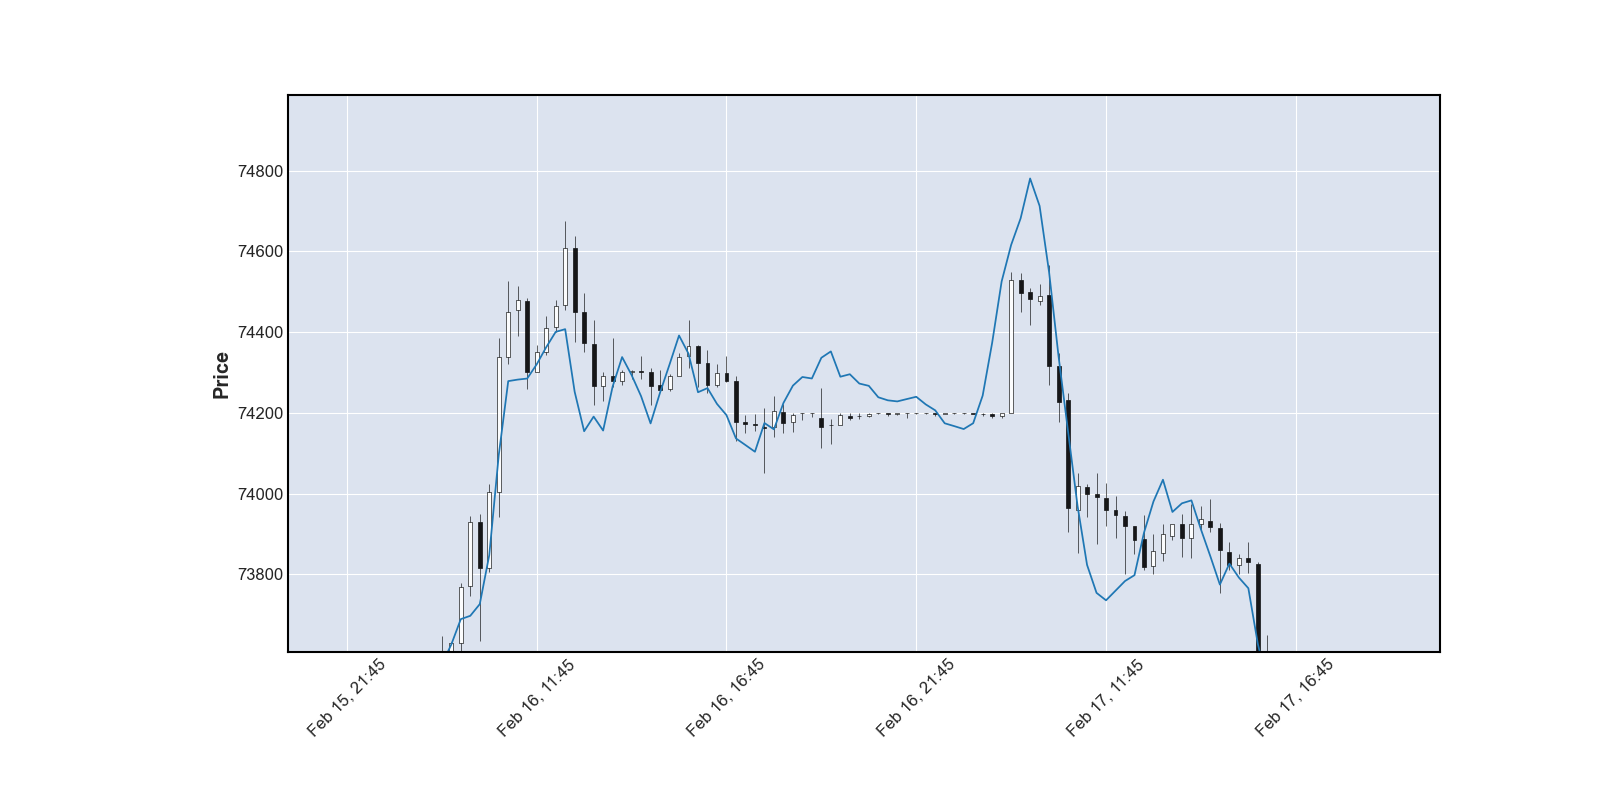 Price
74800
74600
74400
74200
74000
73800
Feb 15, 21:45
Feb 16, 11:45
Feb 16, 16:45
Feb 16, 21:45
Feb 17, 11:45
Feb 17, 16:45